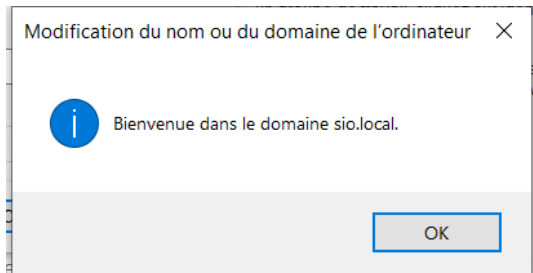 Modification du nom ou du domaine de l'ordinateur
Bienvenue dans le domaine sio.local.
OK